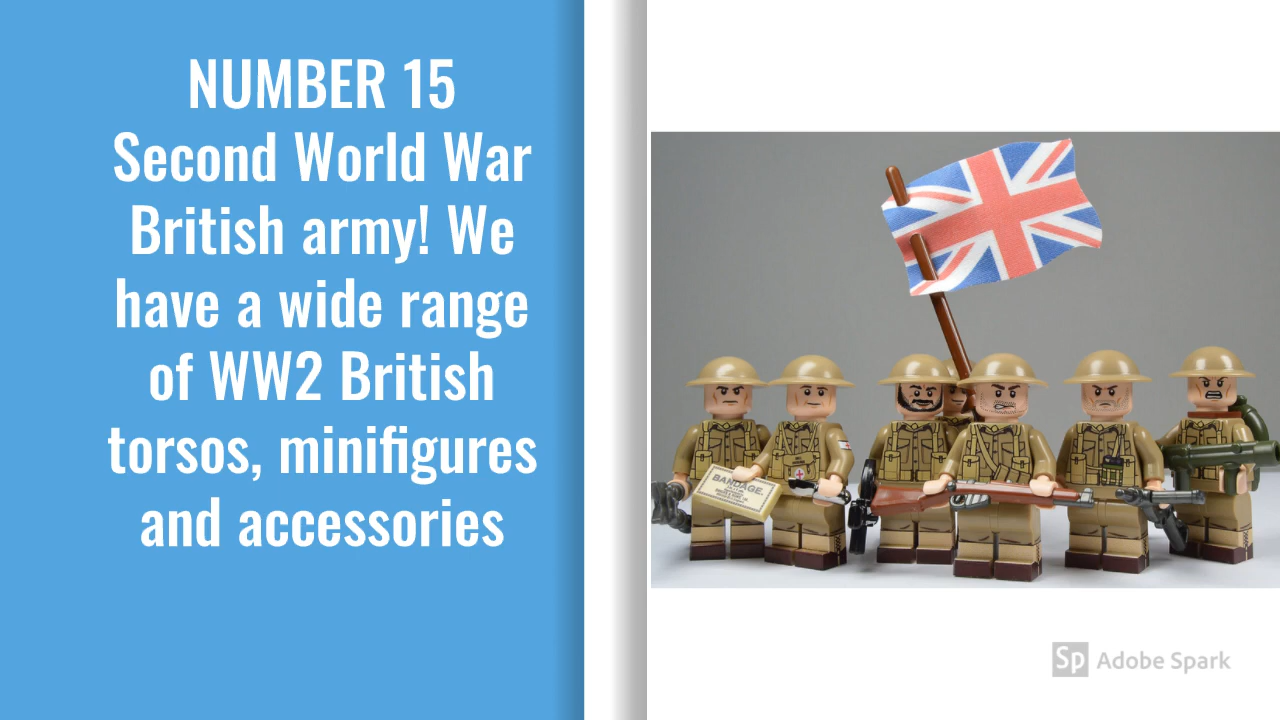 NUMBER 15
Second World War
British army! We
have a wide range
of WW2 British
torsos, minifigures
and accessories
BANDAGE.
Sp Adobe Spark